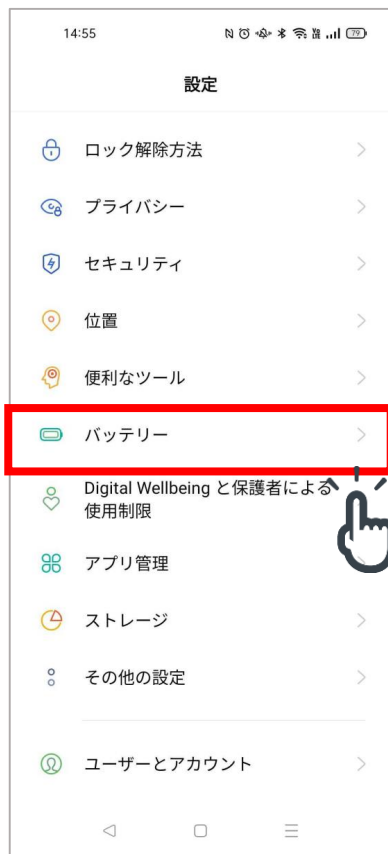 14:55
79
設定
ロック解除方法
プライバシー
セキュリティ
位置
便利なツール
バッテリー
Digital Wellbeing と保護者による
使用制限
アプリ管理
ストレージ
その他の設定
ユーザーとアカウント